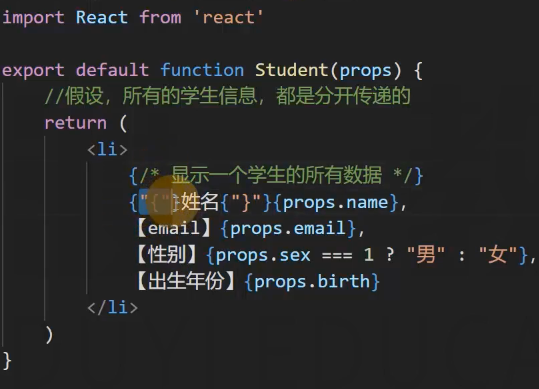 import React from 'react'
export default function Student(props) {
//假设，所有的学生信息，都是分开传递的
return (
<li>
{/* 显示一个学生的所有数据 */}
{"{"}姓名{"}"}{props.name},
【email】{props.email},
【性别】{props.sex === 1 ? "男" : "女"},
【出生年份】{props.birth}
</li>
)
}